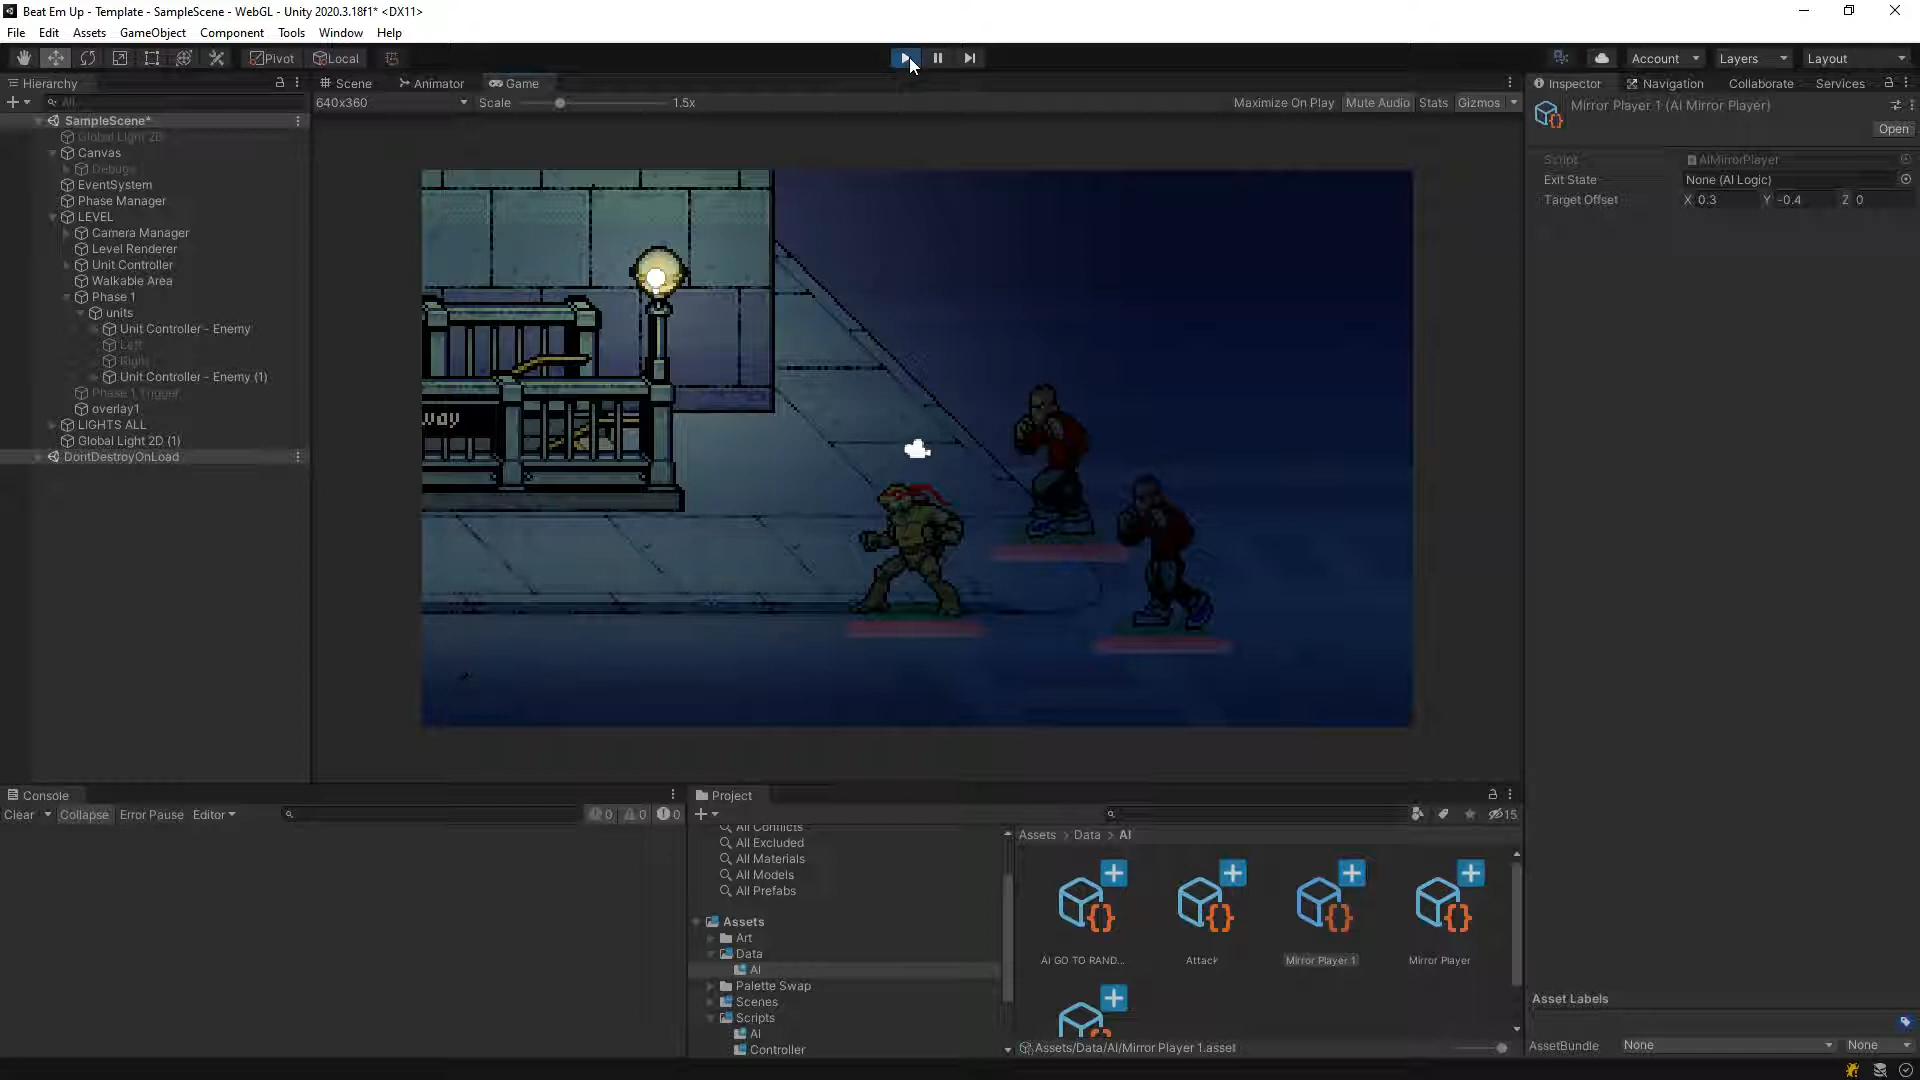 Beat Em Up - Template - SampleScene - WebGL - Unity 2020.3.18f1* <DX11>
File Edit Assets GameObject Component Tools Window Help
Pivot Local Account Layers Layout
Hierarchy
Scene Animator Game
Inspector Navigation Collaborate Services
All
640x360 Scale 1.5x Maximize On Play Mute Audio Stats Gizmos
Mirror Player 1 (AI Mirror Player)
Open
SampleScene*
Global Light 2D
Canvas
Debug
EventSystem
Phase Manager
LEVEL
Camera Manager
Level Renderer
Unit Controller
Walkable Area
Phase 1
units
Unit Controller - Enemy
Left
Right
Unit Controller - Enemy (1)
Phase 1 Trigger
overlay1
LIGHTS ALL
Global Light 2D (1)
DontDestroyOnLoad
way
Script AIMirrorPlayer
Exit State None (AI Logic)
Target Offset X 0.3 Y -0.4 Z 0
Console
Clear Collapse Error Pause Editor 0 0 0
Project
15
All Conflicts
All Excluded
All Materials
All Models
All Prefabs
Assets
Art
Data
AI
Palette Swap
Scenes
Scripts
AI
Controller
Assets > Data > AI
AI GO TO RAND... Attack Mirror Player 1 Mirror Player
Assets/Data/AI/Mirror Player 1.asset
Asset Labels
AssetBundle None None